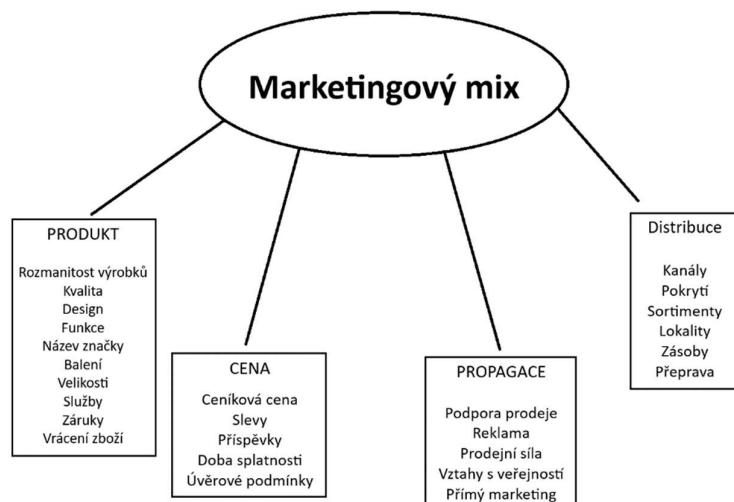 Marketingový mix
PRODUKT
Rozmanitost výrobků
Kvalita
Design
Funkce
Název značky
Balení
Velikosti
Služby
Záruky
Vrácení zboží
CENA
Ceníková cena
Slevy
Příspěvky
Doba splatnosti
Úvěrové podmínky
PROPAGACE
Podpora prodeje
Reklama
Prodejní síla
Vztahy s veřejností
Přímý marketing
Distribuce
Kanály
Pokrytí
Sortimenty
Lokality
Zásoby
Přeprava